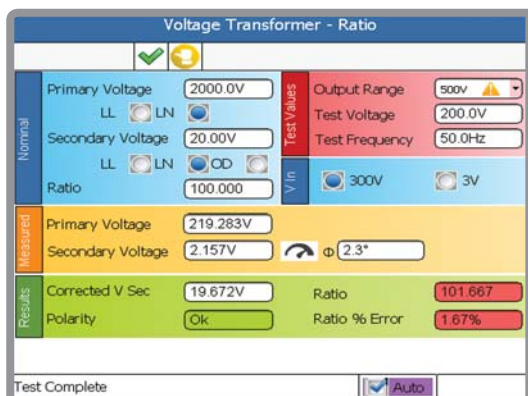 Voltage Transformer - Ratio
Nominal
Primary Voltage 2000.0V
LL LN
Secondary Voltage 20.00V
LL LN OD
Ratio 100.000
Test Values
Output Range 500V
Test Voltage 200.0V
Test Frequency 50.0Hz
V In
300V 3V
Measured
Primary Voltage 219.283V
Secondary Voltage 2.157V Φ 2.3°
Results
Corrected V Sec 19.672V
Polarity Ok
Ratio 101.667
Ratio % Error 1.67%
Test Complete
Auto